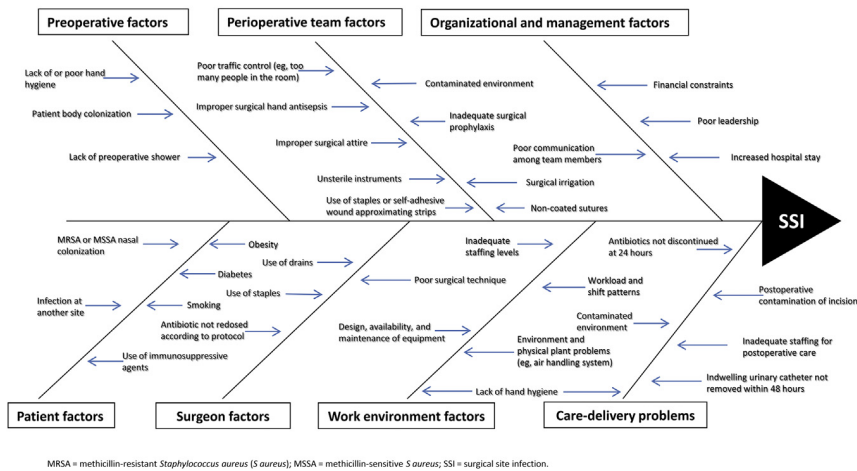 Preoperative factors
Perioperative team factors
Organizational and management factors
Lack of or poor hand
hygiene
Patient body colonization
Lack of preoperative shower
Poor traffic control (eg, too
many people in the room)
Improper surgical hand antisepsis
Improper surgical attire
Unsterile instruments
Use of staples or self-adhesive
wound approximating strips
Contaminated environment
Inadequate surgical
prophylaxis
Surgical irrigation
Non-coated sutures
Poor communication
among team members
Financial constraints
Poor leadership
Increased hospital stay
SSI
MRSA or MSSA nasal
colonization
Infection at
another site
Obesity
Diabetes
Smoking
Use of immunosuppressive
agents
Use of drains
Use of staples
Antibiotic not redosed
according to protocol
Poor surgical technique
Inadequate
staffing levels
Design, availability, and
maintenance of equipment
Workload and
shift patterns
Environment and
physical plant problems
(eg, air handling system)
Lack of hand hygiene
Antibiotics not discontinued
at 24 hours
Contaminated
environment
Postoperative
contamination of incision
Inadequate staffing for
postoperative care
Indwelling urinary catheter not
removed within 48 hours
Patient factors
Surgeon factors
Work environment factors
Care-delivery problems
MRSA = methicillin-resistant Staphylococcus aureus (S aureus); MSSA = methicillin-sensitive S aureus; SSI = surgical site infection.